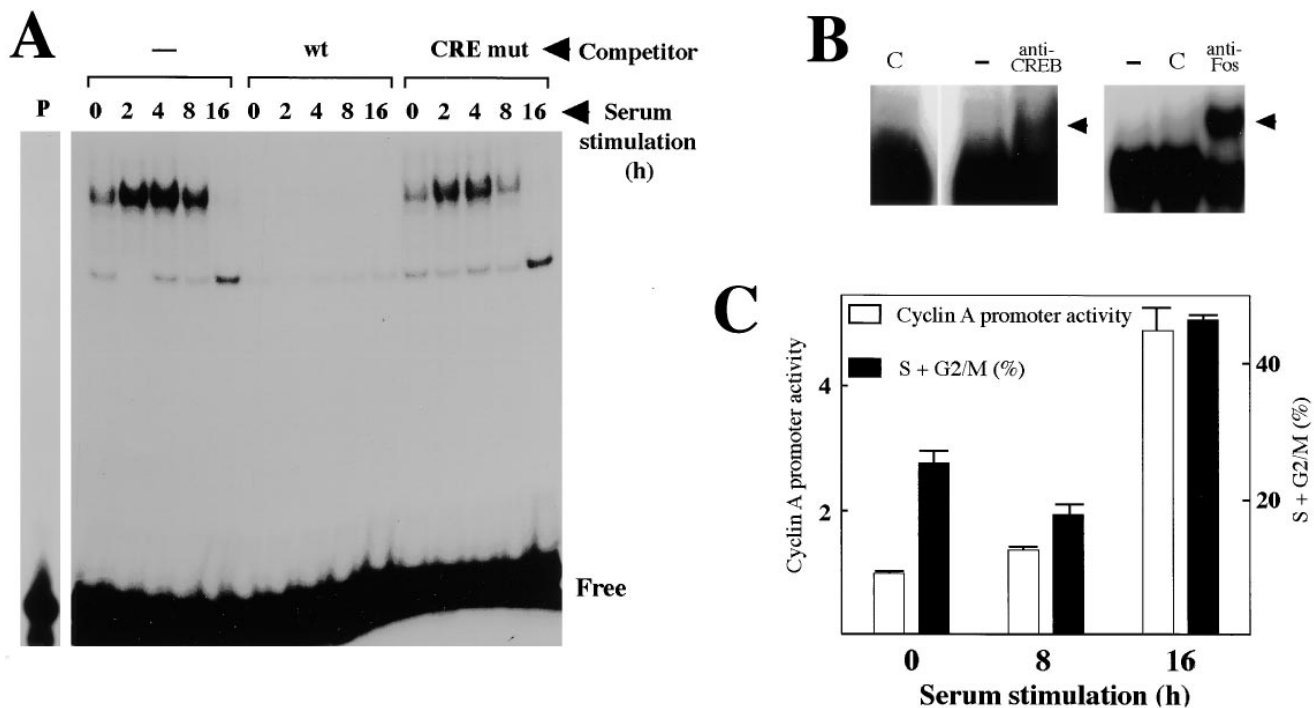 A
— wt CRE mut Competitor
P 0 2 4 8 16 0 2 4 8 16 0 2 4 8 16 Serum
stimulation
(h)
Free
B
C - anti-
CREB
- C anti-
Fos
C
Cyclin A promoter activity
S + G2/M (%)
Cyclin A promoter activity
4
2
40
20
S + G2/M (%)
0 8 16
Serum stimulation (h)